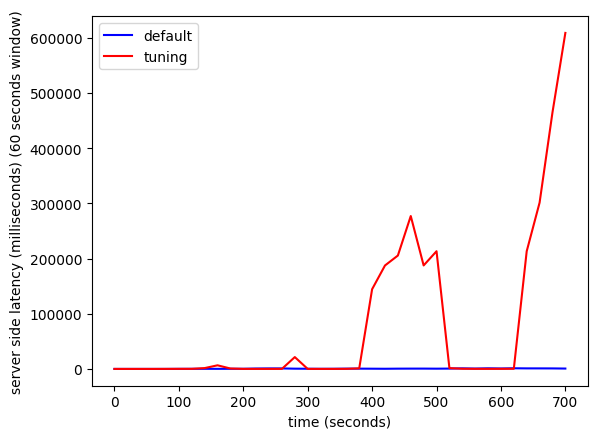 server side latency (milliseconds) (60 seconds window)
600000
500000
400000
300000
200000
100000
0
default
tuning
0 100 200 300 400 500 600 700
time (seconds)